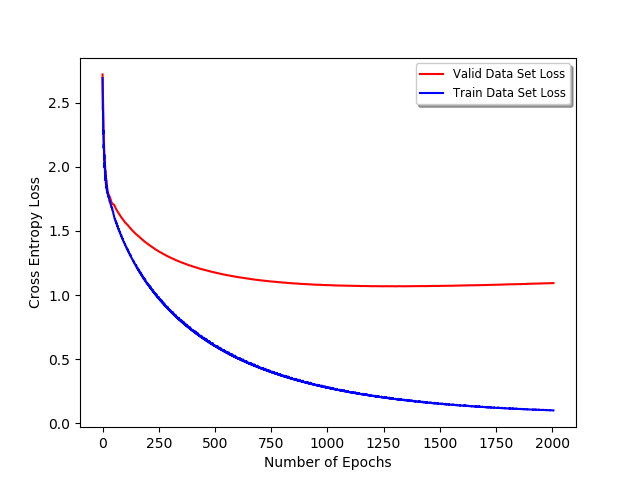 Valid Data Set Loss
Train Data Set Loss
2.5
2.0
1.5
1.0
0.5
0.0
Cross Entropy Loss
0 250 500 750 1000 1250 1500 1750 2000
Number of Epochs